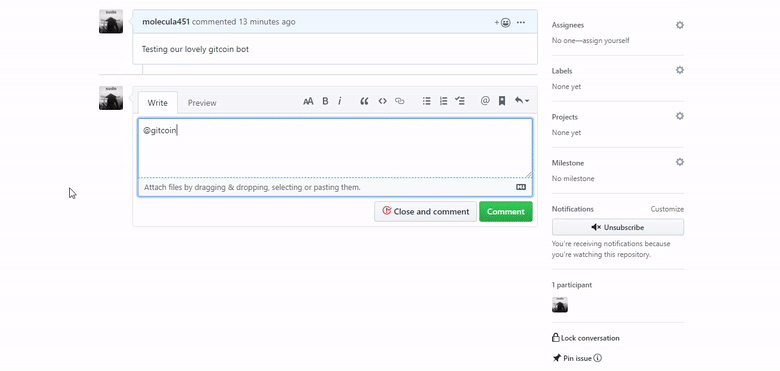 molecula451 commented 13 minutes ago
Testing our lovely gitcoin bot
Write Preview
AA B i
@gitcoin
Attach files by dragging & dropping, selecting or pasting them.
Close and comment Comment
Assignees
No one—assign yourself
Labels
None yet
Projects
None yet
Milestone
No milestone
Notifications Customize
Unsubscribe
You're receiving notifications because
you're watching this repository.
1 participant
Lock conversation
Pin issue